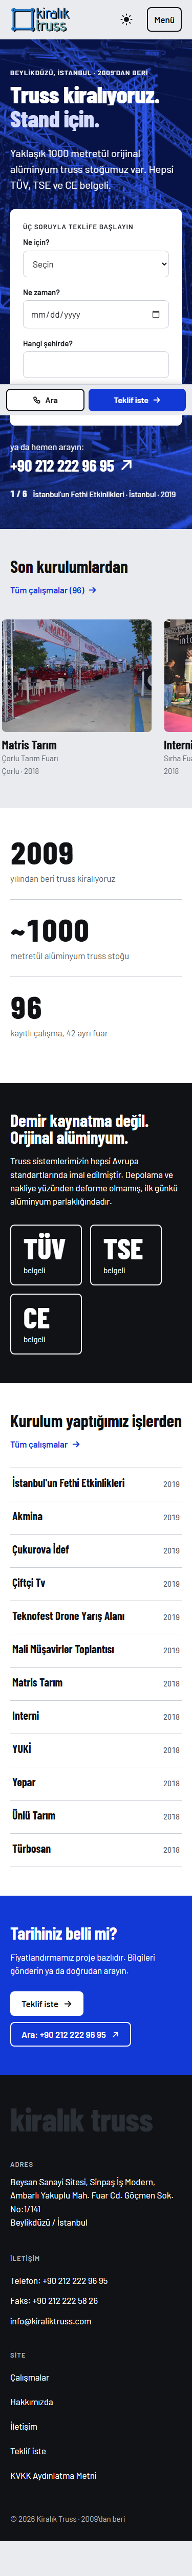 kiralık
truss
Menü
BEYLİKDÜZÜ, İSTANBUL · 2009'DAN BERİ
Truss kiralıyoruz.
Stand için.
Yaklaşık 1000 metretül orijinal
alüminyum truss stoğumuz var. Hepsi
TÜV, TSE ve CE belgeli.
ÜÇ SORUYLA TEKLİFE BAŞLAYIN
Ne için?
Seçin
Ne zaman?
mm/dd/yyyy
Hangi şehirde?
Ara
Teklif iste
ya da hemen arayın:
+90 212 222 96 95
1 / 6 İstanbul'un Fethi Etkinlikleri · İstanbul · 2019
Son kurulumlardan
Tüm çalışmalar (96)
Matris Tarım
Çorlu Tarım Fuarı
Çorlu · 2018
Interni
Sırha Fua
2018
2009
yılından beri truss kiralıyoruz
~1000
metretül alüminyum truss stoğu
96
kayıtlı çalışma, 42 ayrı fuar
Demir kaynatma değil.
Orijinal alüminyum.
Truss sistemlerimizin hepsi Avrupa
standartlarında imal edilmiştir. Depolama ve
nakliye yüzünden deforme olmamış, ilk günkü
alüminyum parlaklığındadır.
TÜV
belgeli
TSE
belgeli
CE
belgeli
Kurulum yaptığımız işlerden
Tüm çalışmalar
İstanbul'un Fethi Etkinlikleri 2019
Akmina 2019
Çukurova İdef 2019
Çiftçi Tv 2019
Teknofest Drone Yarış Alanı 2019
Mali Müşavirler Toplantısı 2019
Matris Tarım 2018
Interni 2018
YUKİ 2018
Yepar 2018
Ünlü Tarım 2018
Türbosan 2018
Tarihiniz belli mi?
Fiyatlandırmamız proje bazlıdır. Bilgileri
gönderin ya da doğrudan arayın.
Teklif iste
Ara: +90 212 222 96 95
kiralık truss
ADRES
Beysan Sanayi Sitesi, Sinpaş İş Modern,
Ambarlı Yakuplu Mah. Fuar Cd. Göçmen Sok.
No:1/141
Beylikdüzü / İstanbul
İLETİŞİM
Telefon: +90 212 222 96 95
Faks: +90 212 222 58 26
info@kiraliktruss.com
SİTE
Çalışmalar
Hakkımızda
İletişim
Teklif iste
KVKK Aydınlatma Metni
© 2026 Kiralık Truss · 2009'dan beri